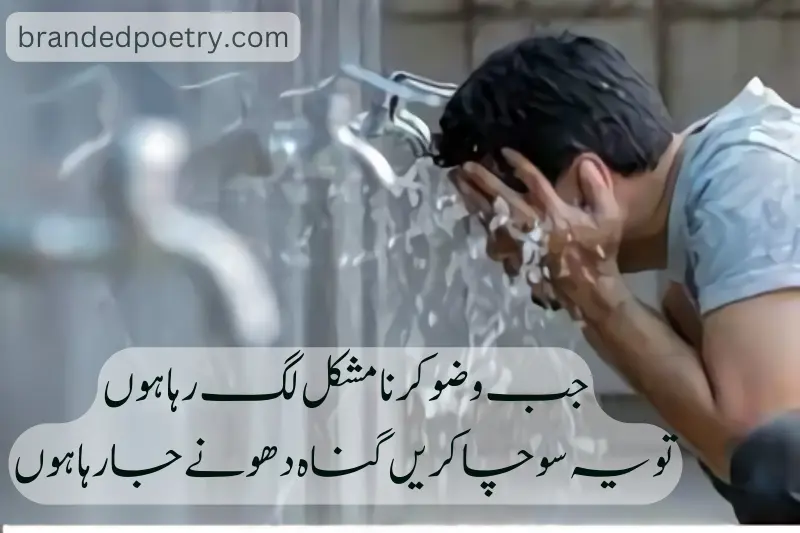 brandedpoetry.com
جب وضو کرنا مشکل لگ رہا ہوں
تو یہ سوچا کریں گناہ دھونے جا رہا ہوں